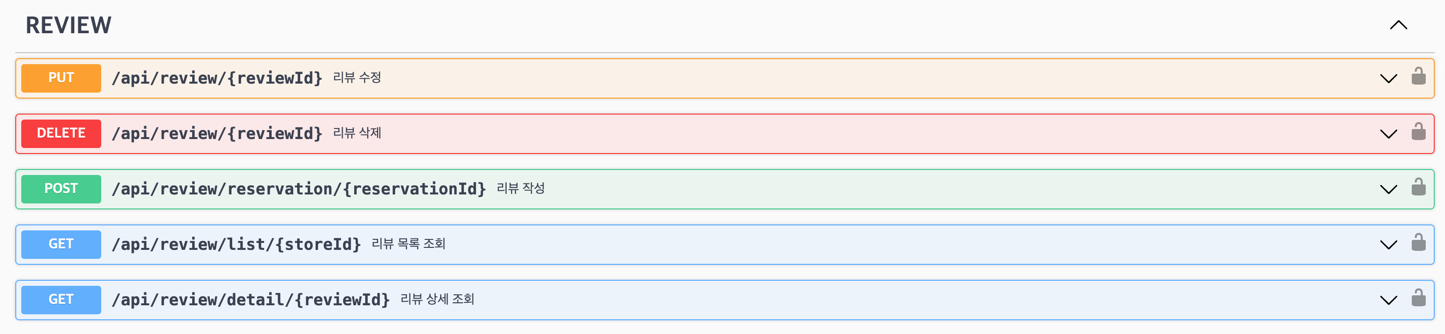 REVIEW
PUT /api/review/{reviewId} 리뷰 수정
DELETE /api/review/{reviewId} 리뷰 삭제
POST /api/review/reservation/{reservationId} 리뷰 작성
GET /api/review/list/{storeId} 리뷰 목록 조회
GET /api/review/detail/{reviewId} 리뷰 상세 조회